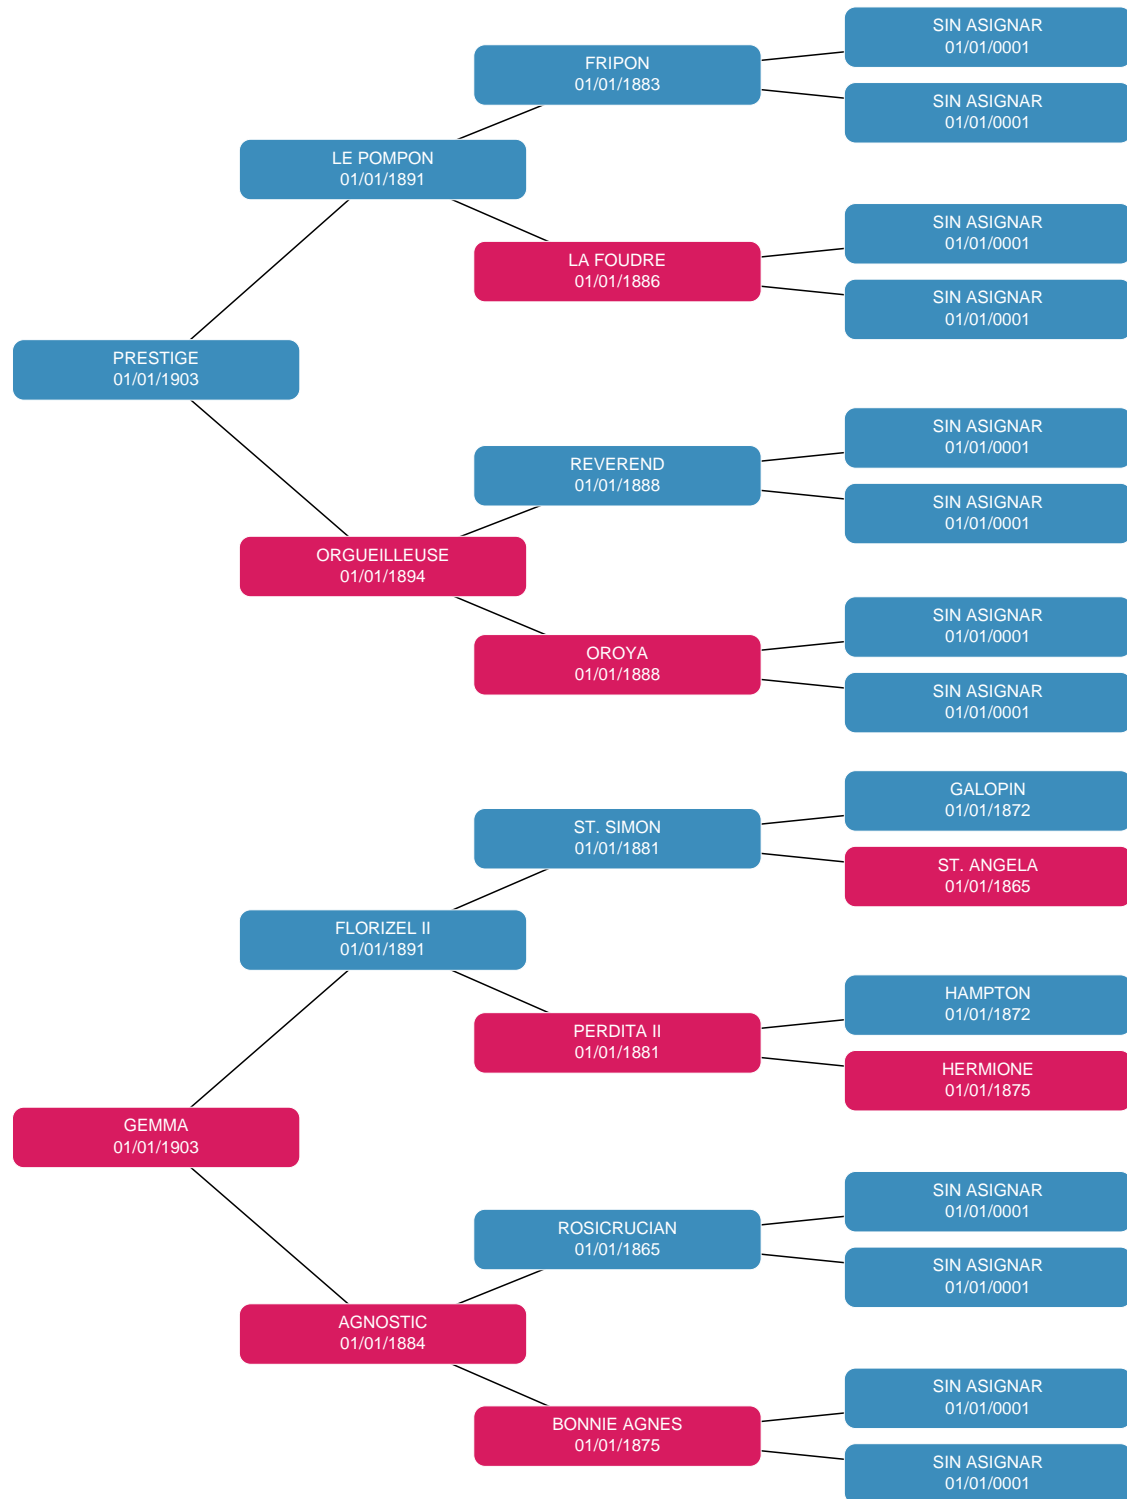 SIN ASIGNAR
01/01/0001
FRIPON
01/01/1883
SIN ASIGNAR
01/01/0001
LE POMPON
01/01/1891
SIN ASIGNAR
01/01/0001
LA FOUDRE
01/01/1886
SIN ASIGNAR
01/01/0001
PRESTIGE
01/01/1903
SIN ASIGNAR
01/01/0001
REVEREND
01/01/1888
SIN ASIGNAR
01/01/0001
ORGUEILLEUSE
01/01/1894
SIN ASIGNAR
01/01/0001
OROYA
01/01/1888
SIN ASIGNAR
01/01/0001
GALOPIN
01/01/1872
ST. SIMON
01/01/1881
ST. ANGELA
01/01/1865
FLORIZEL II
01/01/1891
HAMPTON
01/01/1872
PERDITA II
01/01/1881
HERMIONE
01/01/1875
GEMMA
01/01/1903
SIN ASIGNAR
01/01/0001
ROSICRUCIAN
01/01/1865
SIN ASIGNAR
01/01/0001
AGNOSTIC
01/01/1884
SIN ASIGNAR
01/01/0001
BONNIE AGNES
01/01/1875
SIN ASIGNAR
01/01/0001